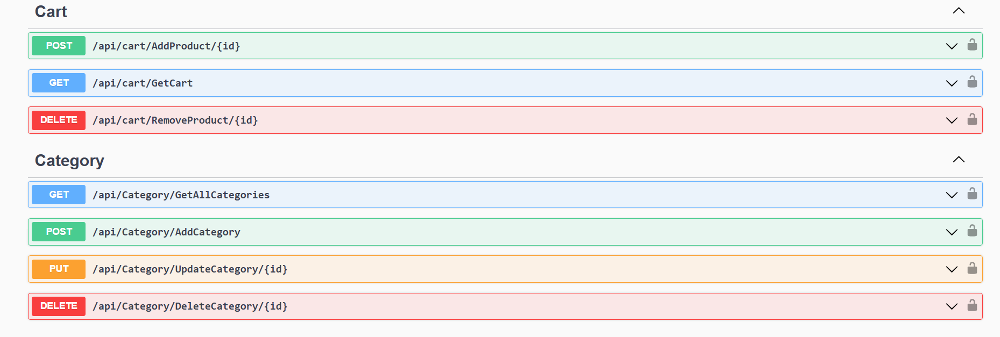 Cart
POST /api/cart/AddProduct/{id}
GET /api/cart/GetCart
DELETE /api/cart/RemoveProduct/{id}
Category
GET /api/Category/GetAllCategories
POST /api/Category/AddCategory
PUT /api/Category/UpdateCategory/{id}
DELETE /api/Category/DeleteCategory/{id}